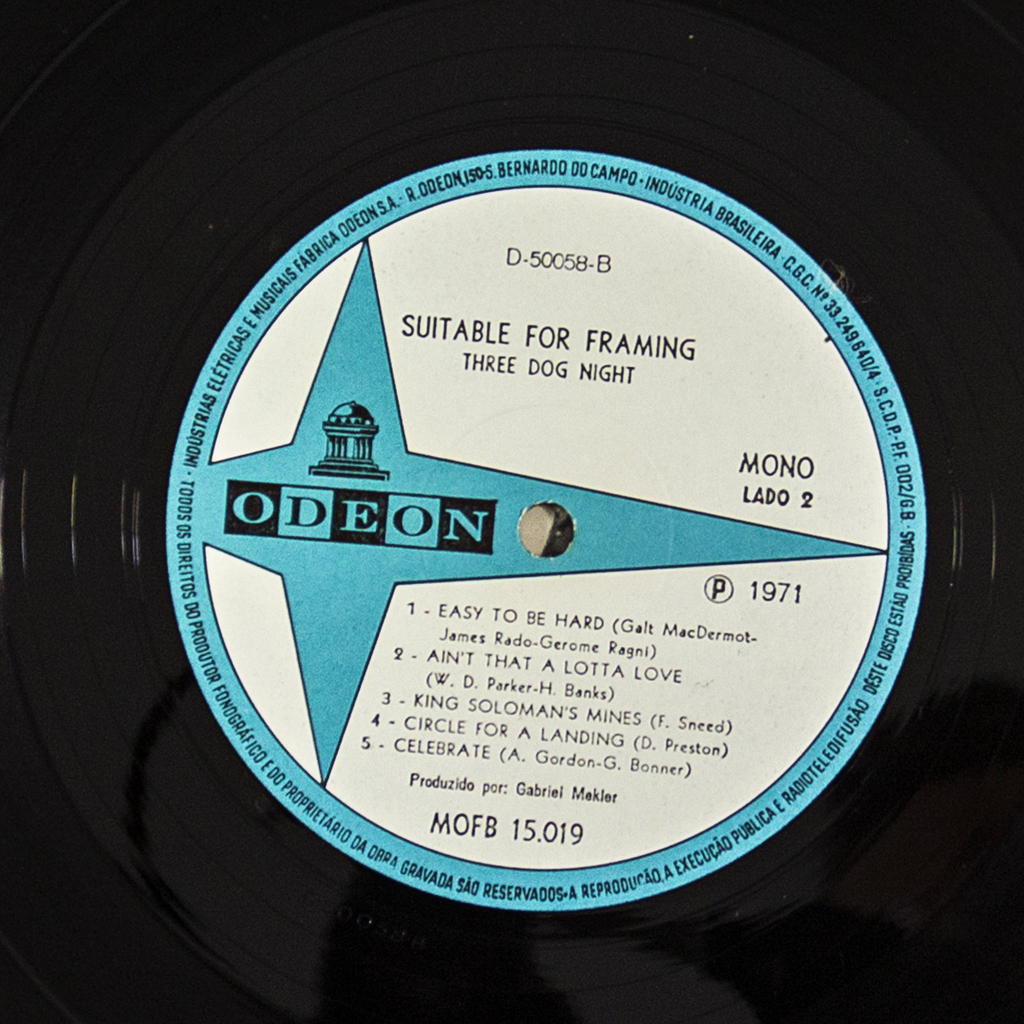 INDÚSTRIAS ELÉTRICAS E MUSICAIS FÁBRICA ODEON S.A. - R. ODEON, 150 - S. BERNARDO DO CAMPO - INDÚSTRIA BRASILEIRA C.G.C. Nº 33.249.640/4 - S.C.D.P.-P.F. 002/G.B.
D-50058-B
SUITABLE FOR FRAMING
THREE DOG NIGHT
MONO
LADO 2
ODEON
Ⓟ 1971
1 - EASY TO BE HARD (Galt MacDermot-
James Rado-Gerome Ragni)
2 - AIN'T THAT A LOTTA LOVE
(W. D. Parker-H. Banks)
3 - KING SOLOMAN'S MINES (F. Sneed)
4 - CIRCLE FOR A LANDING (D. Preston)
5 - CELEBRATE (A. Gordon-G. Bonner)
Produzido por: Gabriel Mekler
MOFB 15.019
TODOS OS DIREITOS DO PRODUTOR FONOGRÁFICO E DO PROPRIETÁRIO DA OBRA GRAVADA SÃO RESERVADOS - A REPRODUÇÃO, A EXECUÇÃO PUBLICA E RADIOTELEDIFUSÃO DÊSTE DISCO ESTÃO PROIBIDAS